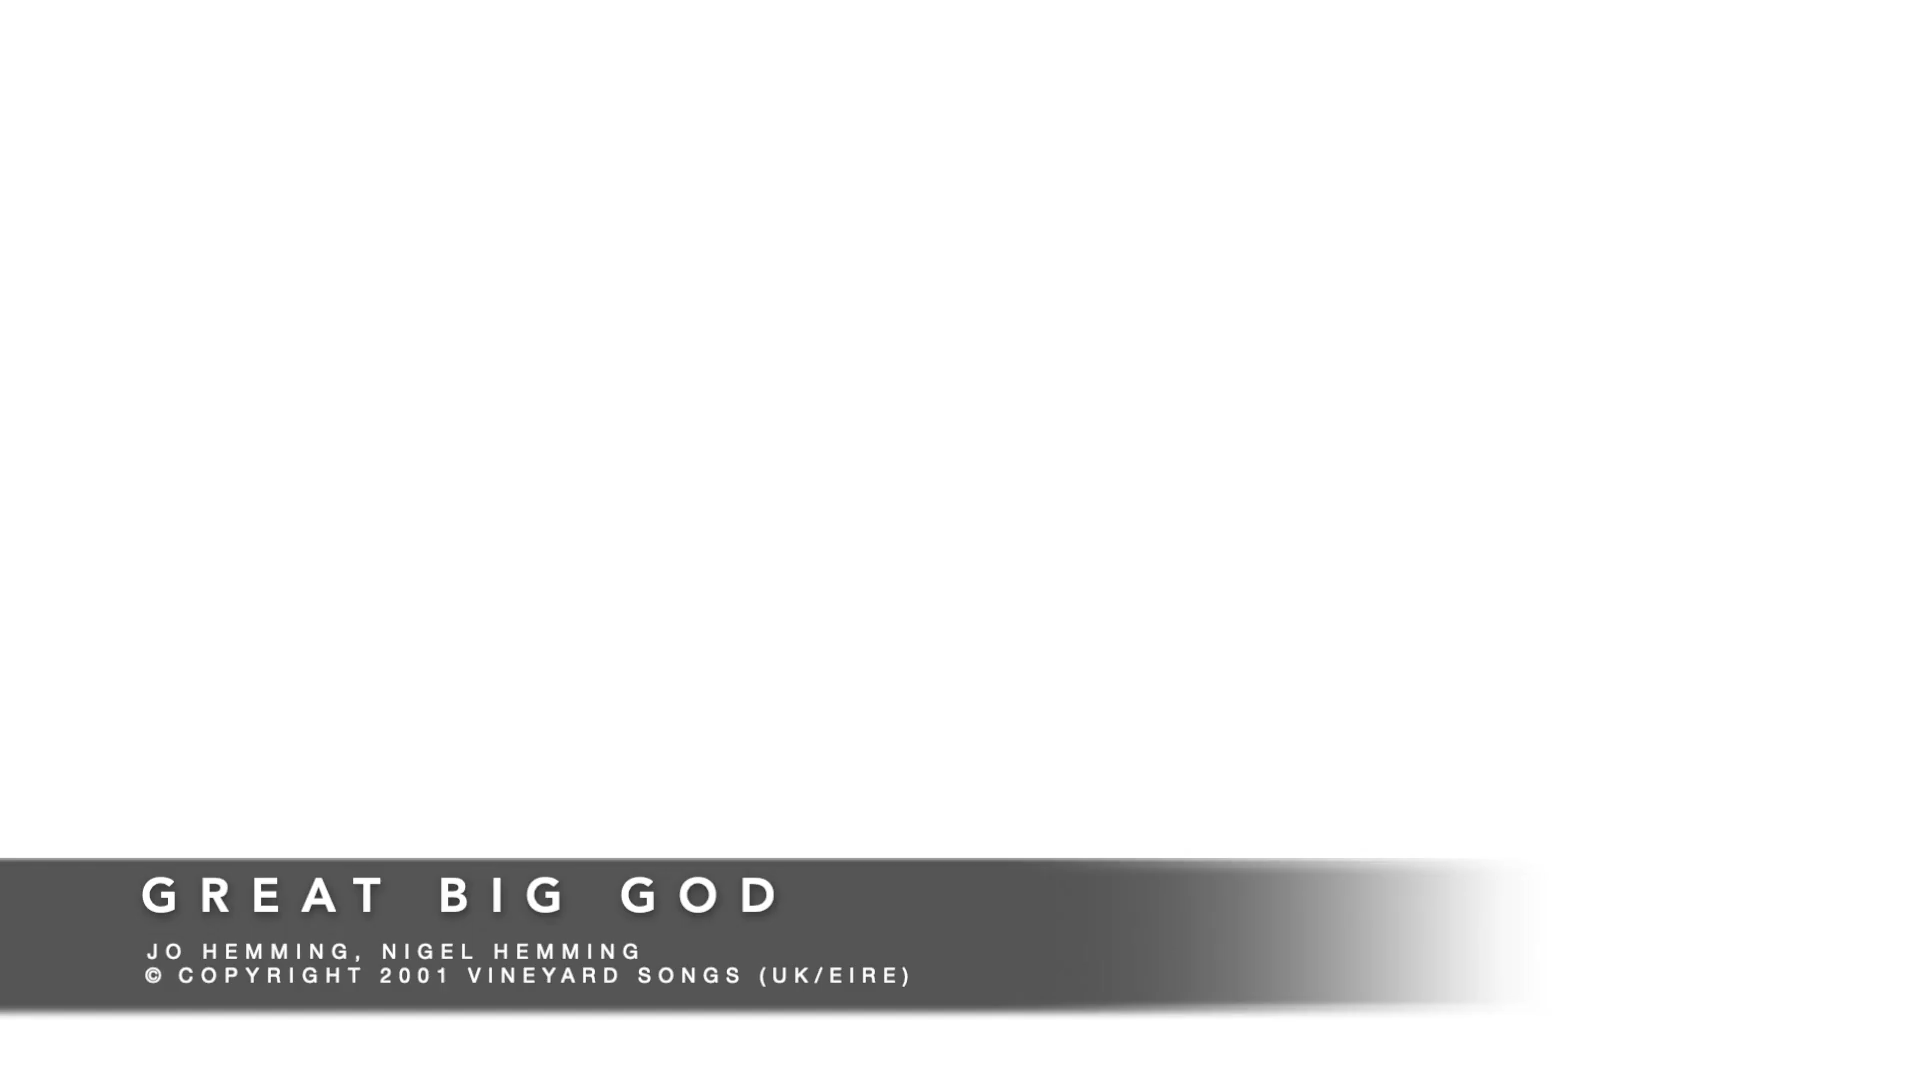 GREAT BIG GOD
JO HEMMING, NIGEL HEMMING
© COPYRIGHT 2001 VINEYARD SONGS (UK/EIRE)